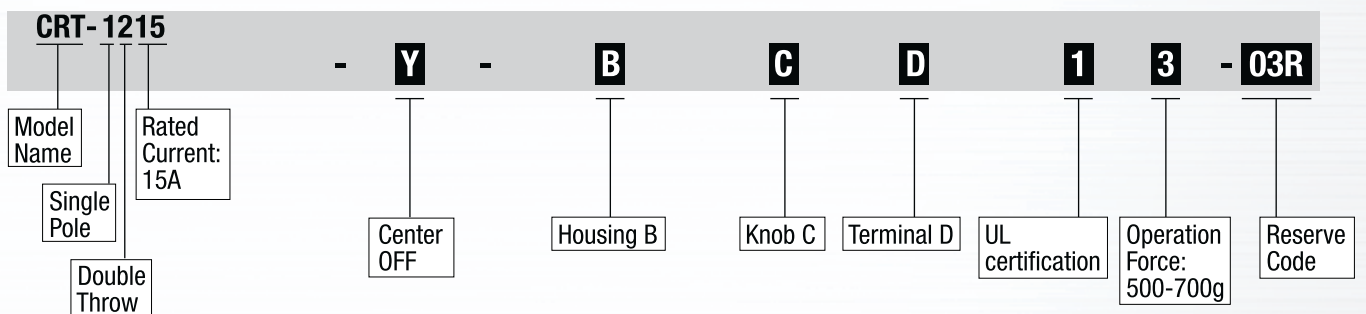 CRT-1215
- Y - B C D 1 3 - 03R
Model
Name
Rated
Current:
15A
Single
Pole
Double
Throw
Center
OFF
Housing B
Knob C
Terminal D
UL
certification
Operation
Force:
500-700g
Reserve
Code